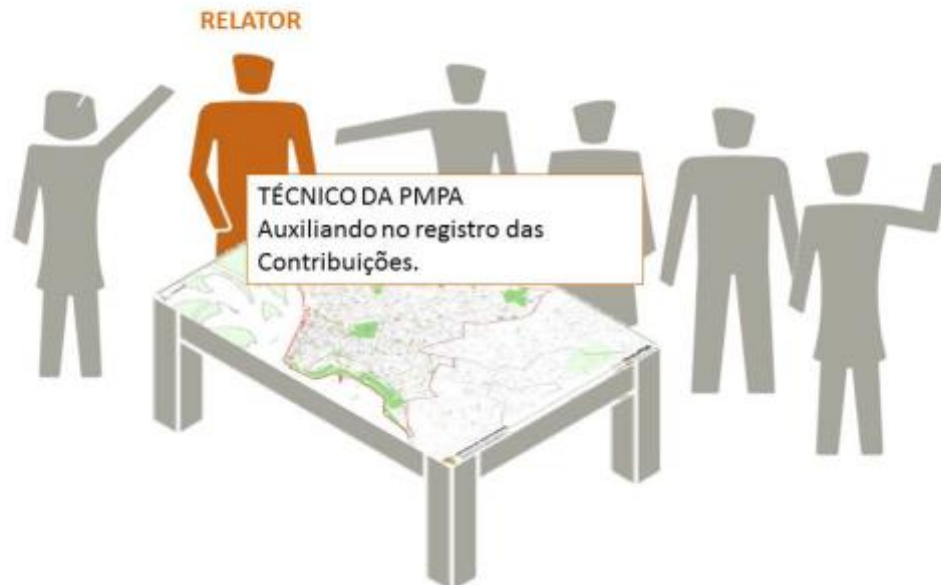 RELATOR
TÉCNICO DA PMPA
Auxiliando no registro das
Contribuições.